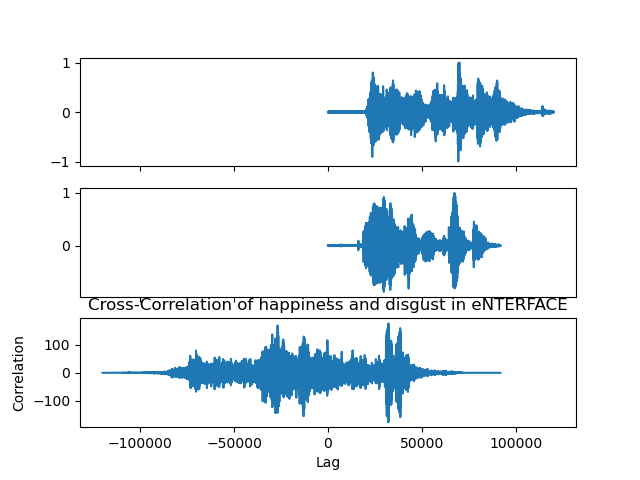 1
0
−1
1
0
Cross-Correlation of happiness and disgust in eNTERFACE
Correlation
100
0
−100
−100000 −50000 0 50000 100000
Lag